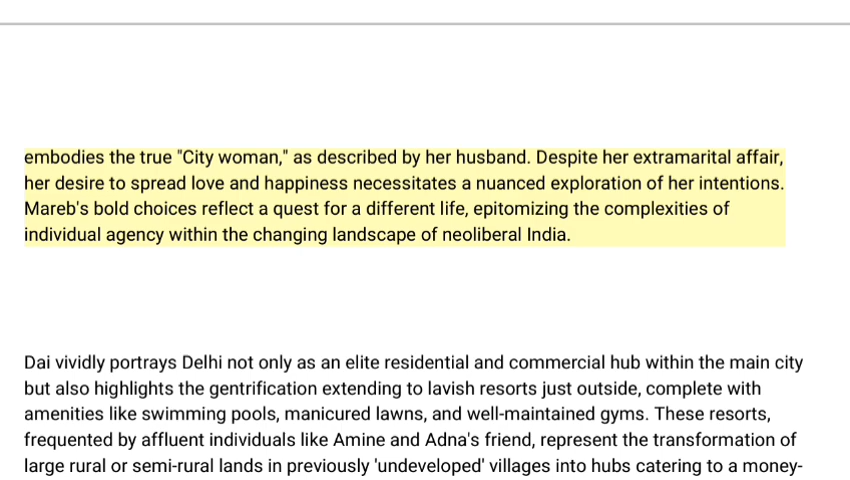 embodies the true "City woman," as described by her husband. Despite her extramarital affair,
her desire to spread love and happiness necessitates a nuanced exploration of her intentions.
Mareb's bold choices reflect a quest for a different life, epitomizing the complexities of
individual agency within the changing landscape of neoliberal India.
Dai vividly portrays Delhi not only as an elite residential and commercial hub within the main city
but also highlights the gentrification extending to lavish resorts just outside, complete with
amenities like swimming pools, manicured lawns, and well-maintained gyms. These resorts,
frequented by affluent individuals like Amine and Adna's friend, represent the transformation of
large rural or semi-rural lands in previously 'undeveloped' villages into hubs catering to a money-